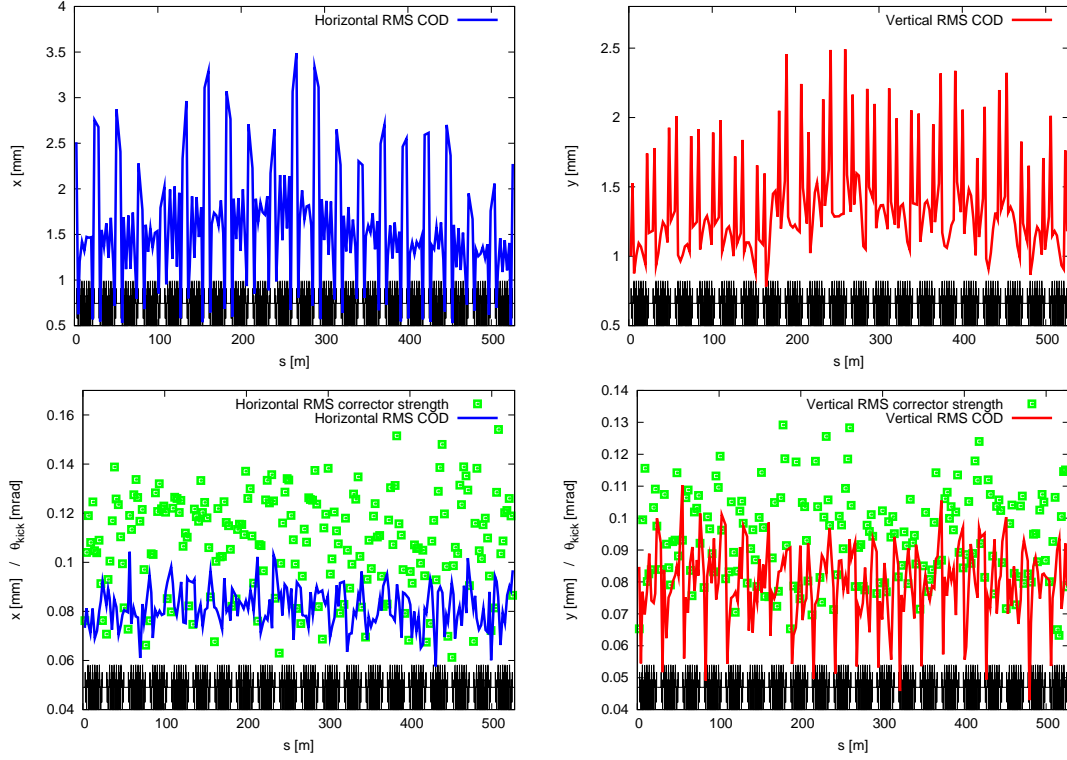 Horizontal RMS COD
4
3.5
3
2.5
2
1.5
1
0.5
x [mm]
0 100 200 300 400 500
s [m]
Vertical RMS COD
2.5
2
1.5
1
0.5
y [mm]
0 100 200 300 400 500
s [m]
Horizontal RMS corrector strength
Horizontal RMS COD
0.16
0.14
0.12
0.1
0.08
0.06
0.04
x [mm] / θkick [mrad]
0 100 200 300 400 500
s [m]
Vertical RMS corrector strength
Vertical RMS COD
0.14
0.13
0.12
0.11
0.1
0.09
0.08
0.07
0.06
0.05
0.04
y [mm] / θkick [mrad]
0 100 200 300 400 500
s [m]